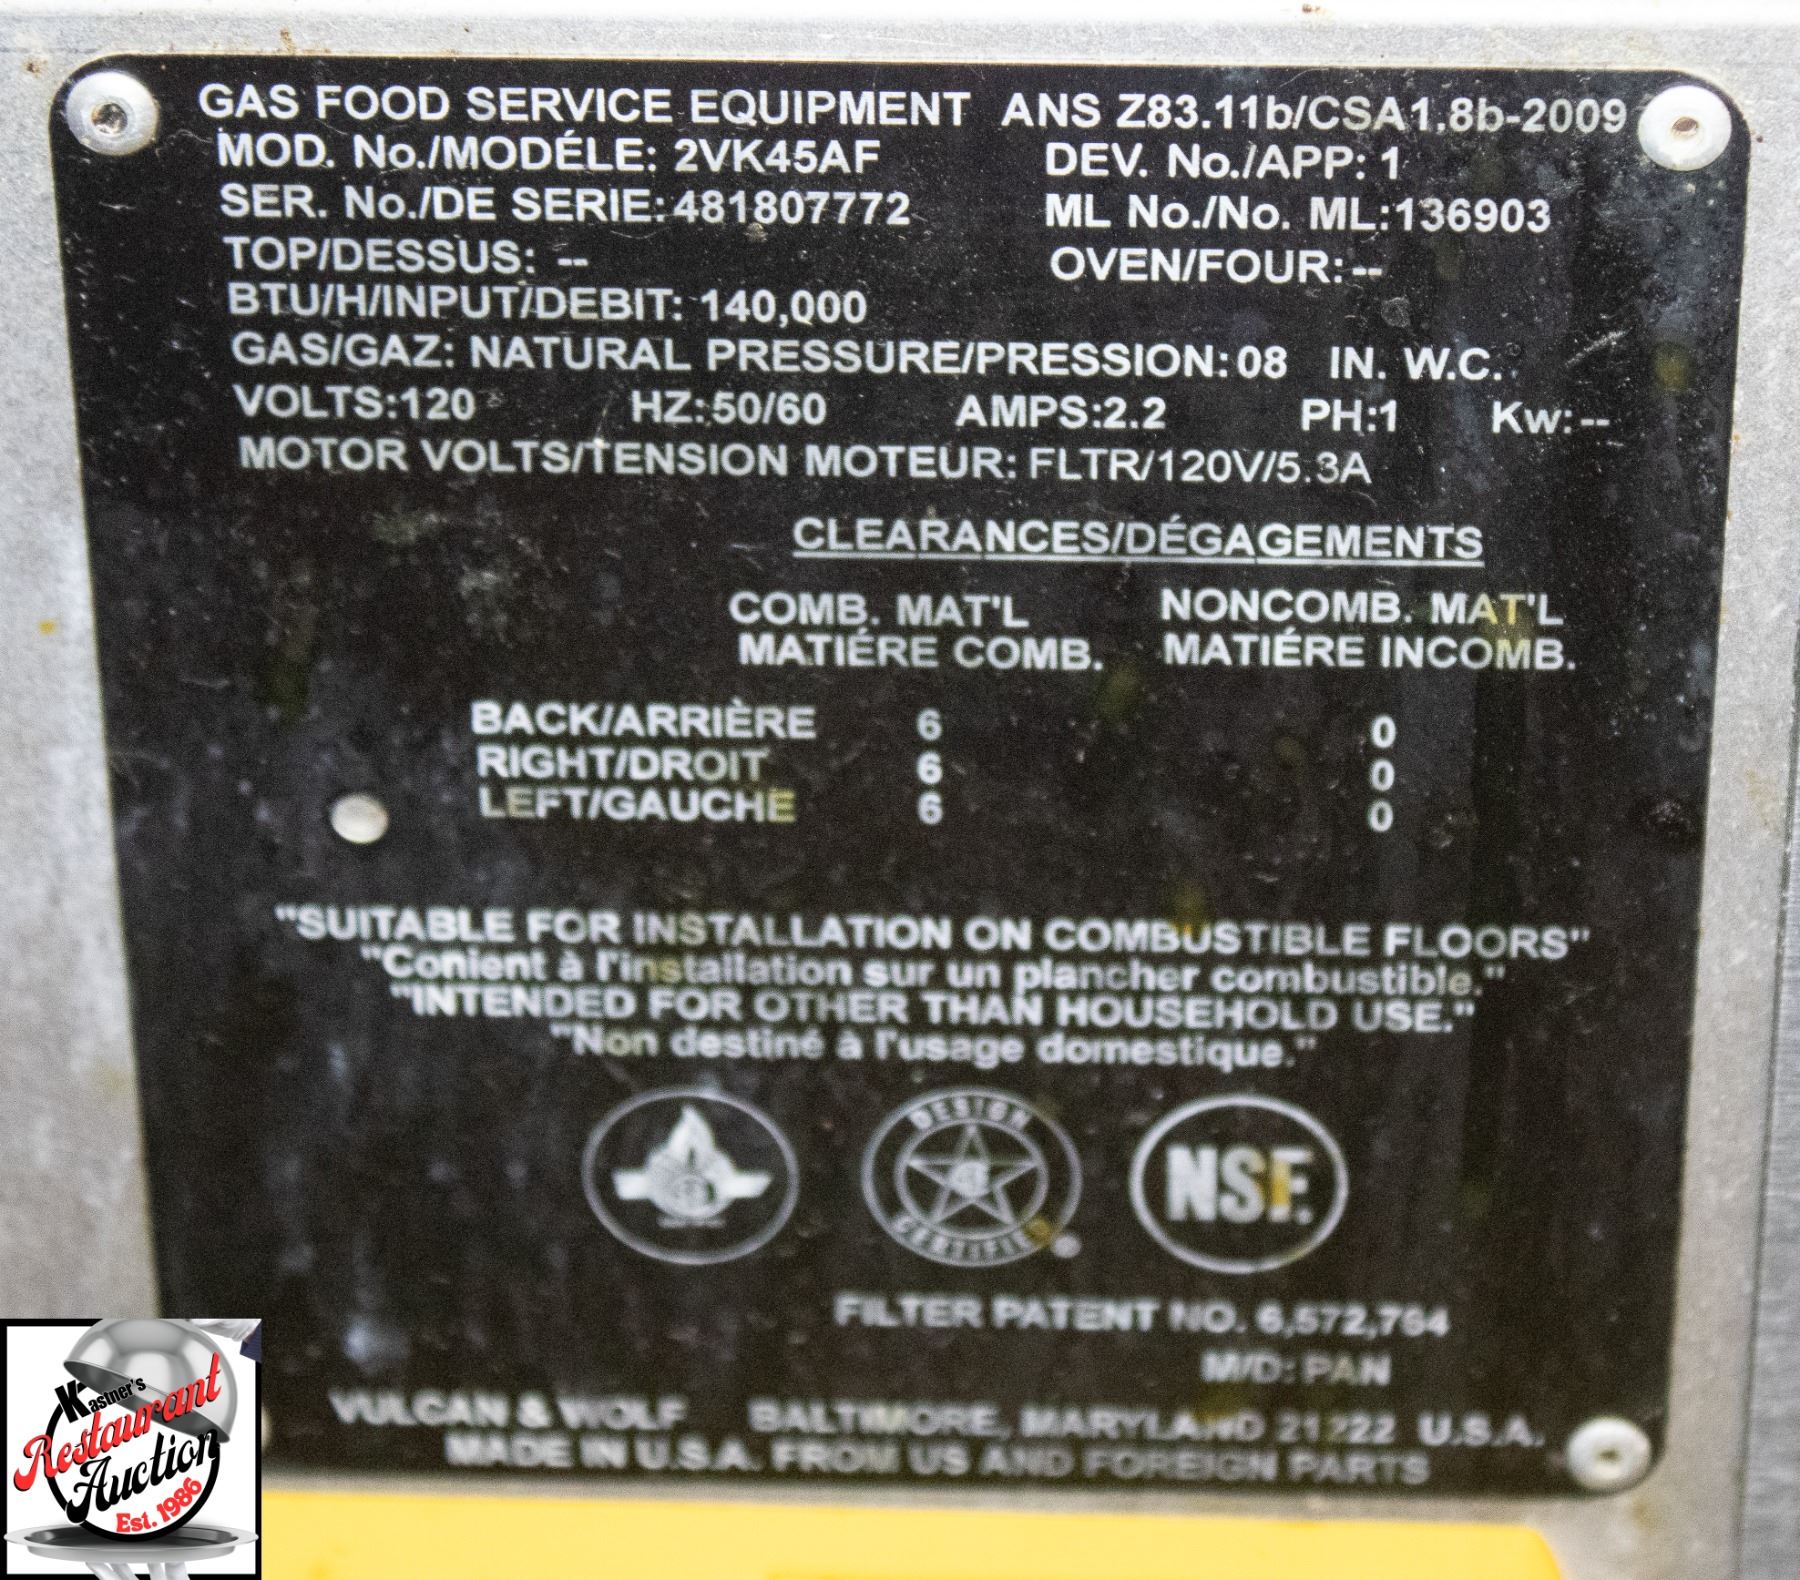 GAS FOOD SERVICE EQUIPMENT ANS Z83.11b/CSA1.8b-2009
MOD. No./MODÉLE: 2VK45AF DEV. No./APP: 1
SER. No./DE SERIE: 481807772 ML No./No. ML:136903
TOP/DESSUS: -- OVEN/FOUR: --
BTU/H/INPUT/DEBIT: 140,000
GAS/GAZ: NATURAL PRESSURE/PRESSION: 08 IN. W.C.
VOLTS:120 HZ:50/60 AMPS:2.2 PH:1 Kw:--
MOTOR VOLTS/TENSION MOTEUR: FLTR/120V/5.3A
CLEARANCES/DÉGAGEMENTS
COMB. MAT'L NONCOMB. MAT'L
MATIÉRE COMB. MATIÉRE INCOMB.
BACK/ARRIÈRE 6 0
RIGHT/DROIT 6 0
LEFT/GAUCHE 6 0
"SUITABLE FOR INSTALLATION ON COMBUSTIBLE FLOORS"
"Conient à l'installation sur un plancher combustible."
"INTENDED FOR OTHER THAN HOUSEHOLD USE."
"Non destiné à l'usage domestique."
DESIGN
CERTIFIED
NSF.
FILTER PATENT NO. 6,572,764
M/D: PAN
VULCAN & WOLF BALTIMORE, MARYLAND 21222 U.S.A.
MADE IN U.S.A. FROM US AND FOREIGN PARTS
Kastner's
Restaurant
Auction
Est. 1986